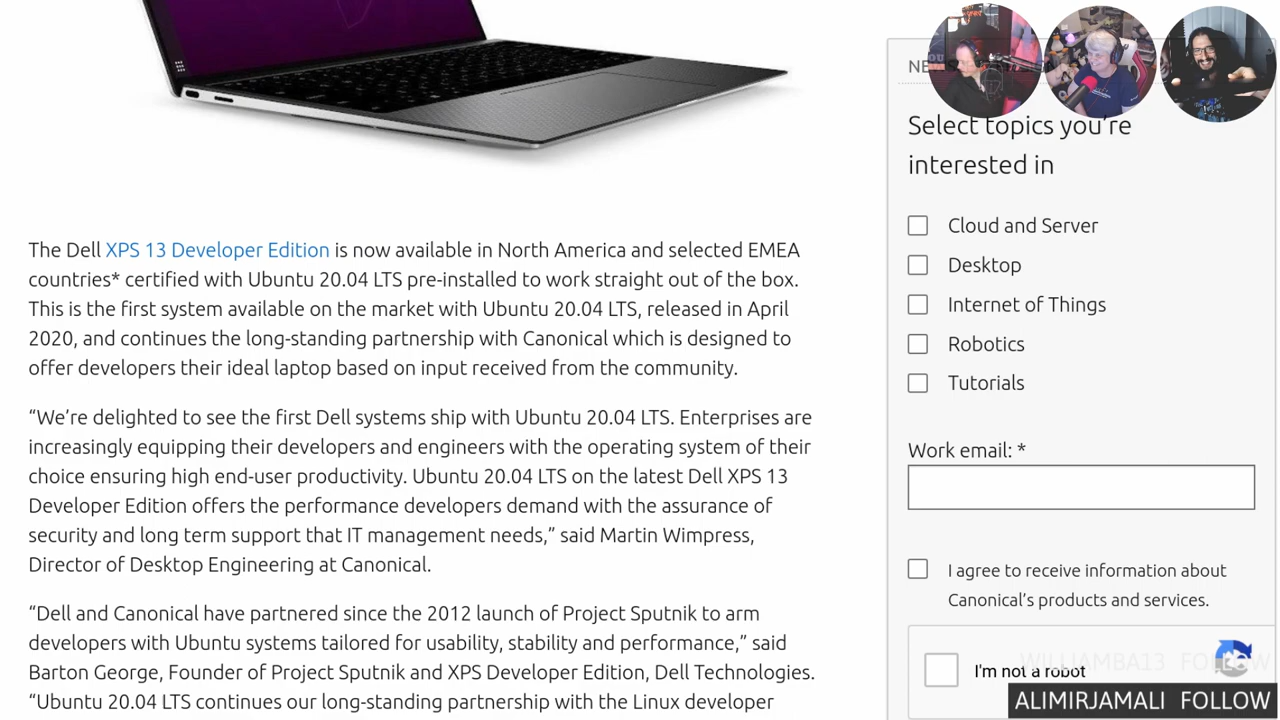 The Dell XPS 13 Developer Edition is now available in North America and selected EMEA
countries* certified with Ubuntu 20.04 LTS pre-installed to work straight out of the box.
This is the first system available on the market with Ubuntu 20.04 LTS, released in April
2020, and continues the long-standing partnership with Canonical which is designed to
offer developers their ideal laptop based on input received from the community.
“We’re delighted to see the first Dell systems ship with Ubuntu 20.04 LTS. Enterprises are
increasingly equipping their developers and engineers with the operating system of their
choice ensuring high end-user productivity. Ubuntu 20.04 LTS on the latest Dell XPS 13
Developer Edition offers the performance developers demand with the assurance of
security and long term support that IT management needs,” said Martin Wimpress,
Director of Desktop Engineering at Canonical.
“Dell and Canonical have partnered since the 2012 launch of Project Sputnik to arm
developers with Ubuntu systems tailored for usability, stability and performance,” said
Barton George, Founder of Project Sputnik and XPS Developer Edition, Dell Technologies.
“Ubuntu 20.04 LTS continues our long-standing partnership with the Linux developer
Select topics you’re
interested in
Cloud and Server
Desktop
Internet of Things
Robotics
Tutorials
Work email: *
I agree to receive information about
Canonical’s products and services.
WILLIAMBA13 FOLLOW
I'm not a robot
ALIMIRJAMALI FOLLOW